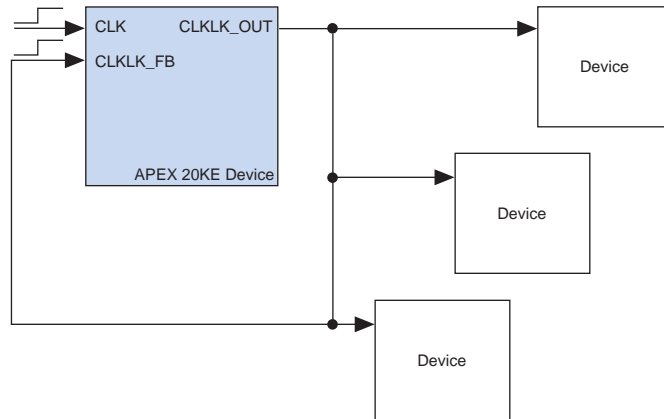 CLK CLKLK_OUT
CLKLK_FB
APEX 20KE Device
Device
Device
Device